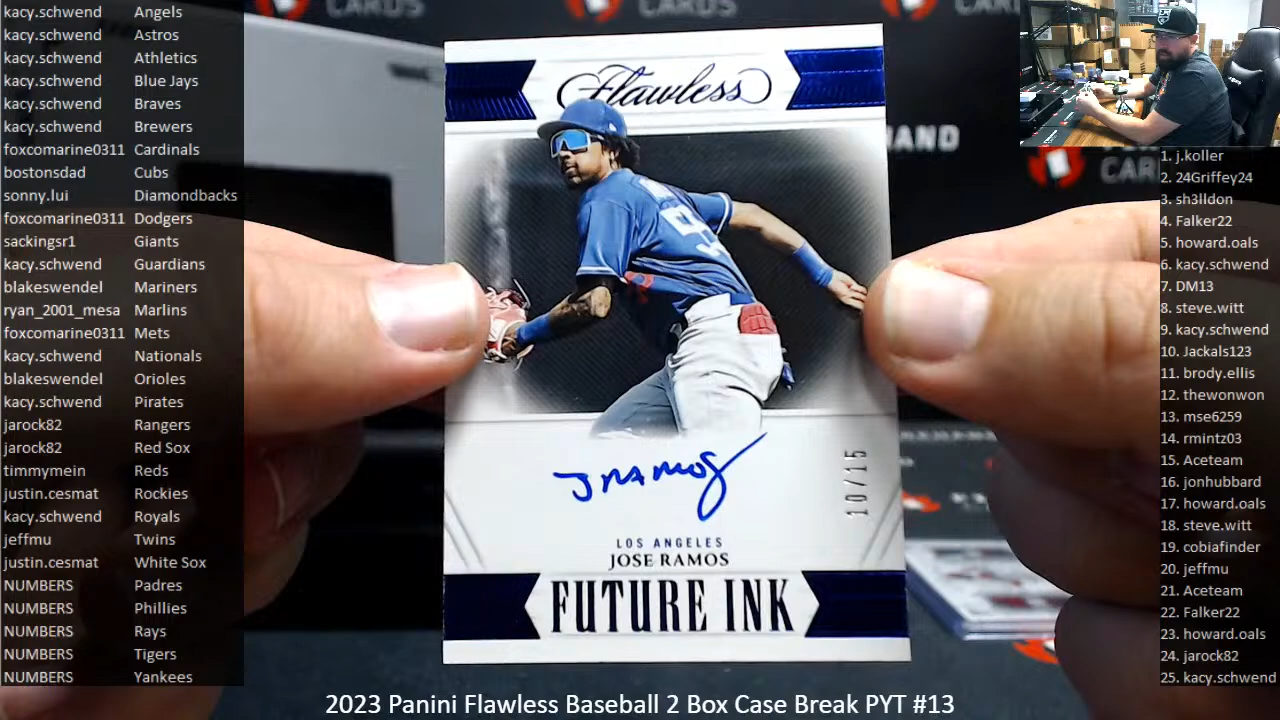 kacy.schwend Angels
kacy.schwend Astros
kacy.schwend Athletics
kacy.schwend Blue Jays
kacy.schwend Braves
kacy.schwend Brewers
foxcomarine0311 Cardinals
bostonsdad Cubs
sonny.lui Diamondbacks
foxcomarine0311 Dodgers
sackingsr1 Giants
kacy.schwend Guardians
blakeswendel Mariners
ryan_2001_mesa Marlins
foxcomarine0311 Mets
kacy.schwend Nationals
blakeswendel Orioles
kacy.schwend Pirates
jarock82 Rangers
jarock82 Red Sox
timmymein Reds
justin.cesmat Rockies
kacy.schwend Royals
jeffmu Twins
justin.cesmat White Sox
NUMBERS Padres
NUMBERS Phillies
NUMBERS Rays
NUMBERS Tigers
NUMBERS Yankees
CARDS
CARDS
Flawless
J RAMOS
10/15
LOS ANGELES
JOSE RAMOS
FUTURE INK
1. j.koller
2. 24Griffey24
3. sh3lldon
4. Falker22
5. howard.oals
6. kacy.schwend
7. DM13
8. steve.witt
9. kacy.schwend
10. Jackals123
11. brody.ellis
12. thewonwon
13. mse6259
14. rmintz03
15. Aceteam
16. jonhubbard
17. howard.oals
18. steve.witt
19. cobiafinder
20. jeffmu
21. Aceteam
22. Falker22
23. howard.oals
24. jarock82
25. kacy.schwend
2023 Panini Flawless Baseball 2 Box Case Break PYT #13